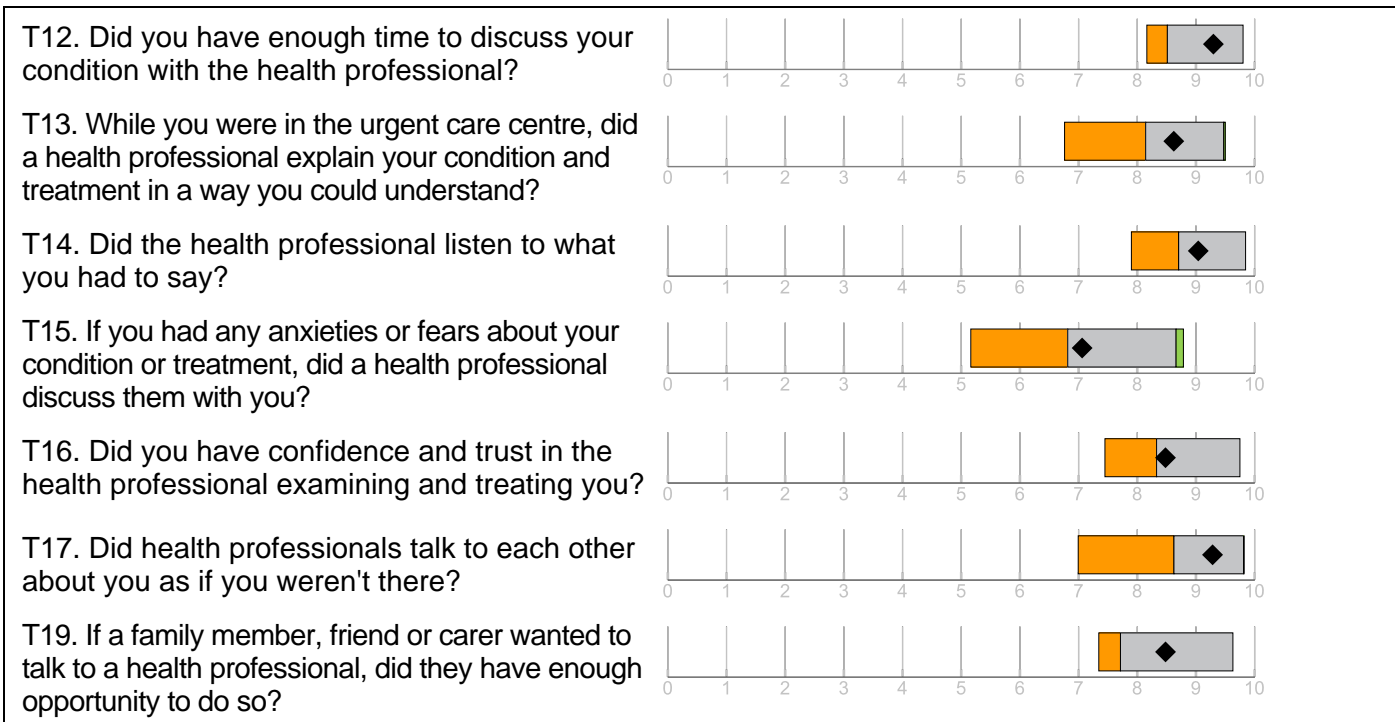 T12. Did you have enough time to discuss your
condition with the health professional?
0 1 2 3 4 5 6 7 8 9 10
T13. While you were in the urgent care centre, did
a health professional explain your condition and
treatment in a way you could understand?
0 1 2 3 4 5 6 7 8 9 10
T14. Did the health professional listen to what
you had to say?
0 1 2 3 4 5 6 7 8 9 10
T15. If you had any anxieties or fears about your
condition or treatment, did a health professional
discuss them with you?
0 1 2 3 4 5 6 7 8 9 10
T16. Did you have confidence and trust in the
health professional examining and treating you?
0 1 2 3 4 5 6 7 8 9 10
T17. Did health professionals talk to each other
about you as if you weren't there?
0 1 2 3 4 5 6 7 8 9 10
T19. If a family member, friend or carer wanted to
talk to a health professional, did they have enough
opportunity to do so?
0 1 2 3 4 5 6 7 8 9 10